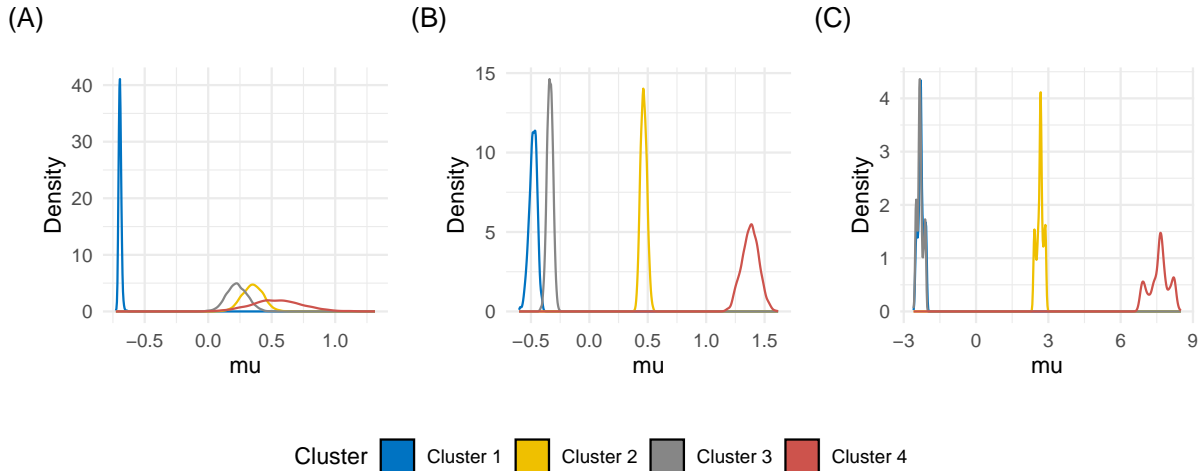 (A)
Density
40
30
20
10
0
−0.5 0.0 0.5 1.0
mu
(B)
Density
15
10
5
0
−0.5 0.0 0.5 1.0 1.5
mu
(C)
Density
4
3
2
1
0
−3 0 3 6 9
mu
Cluster Cluster 1 Cluster 2 Cluster 3 Cluster 4